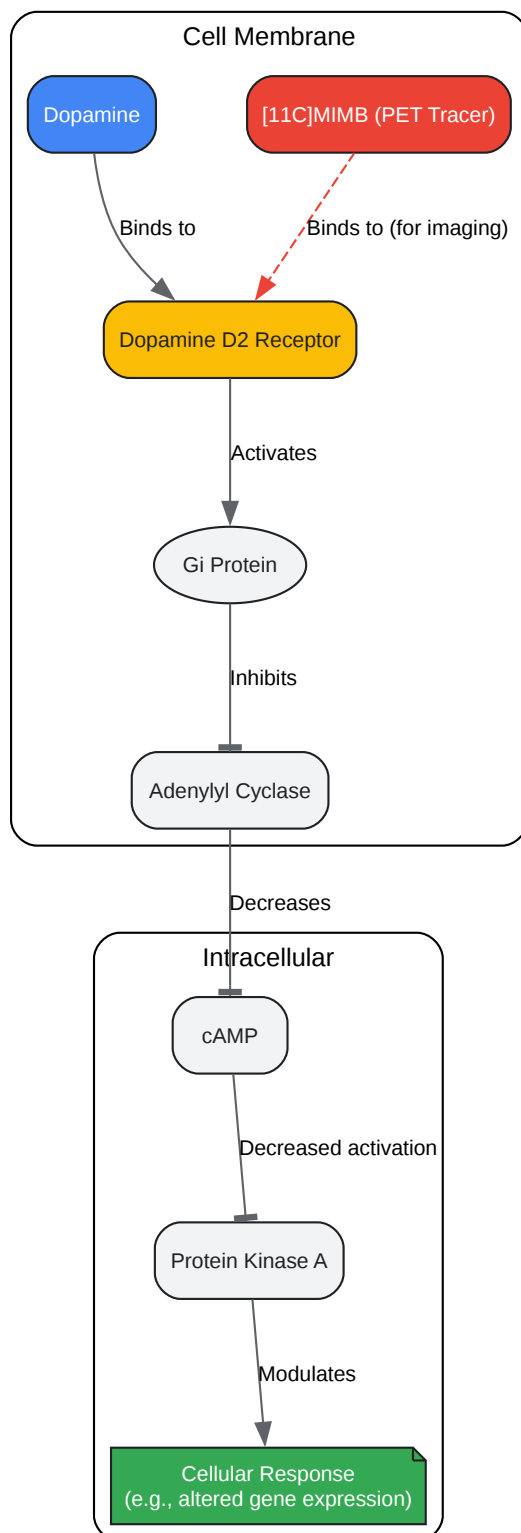 Cell Membrane
Dopamine
[11C]MIMB (PET Tracer)
Binds to
Binds to (for imaging)
Dopamine D2 Receptor
Activates
Gi Protein
Inhibits
Adenylyl Cyclase
Decreases
Intracellular
cAMP
Decreased activation
Protein Kinase A
Modulates
Cellular Response
(e.g., altered gene expression)